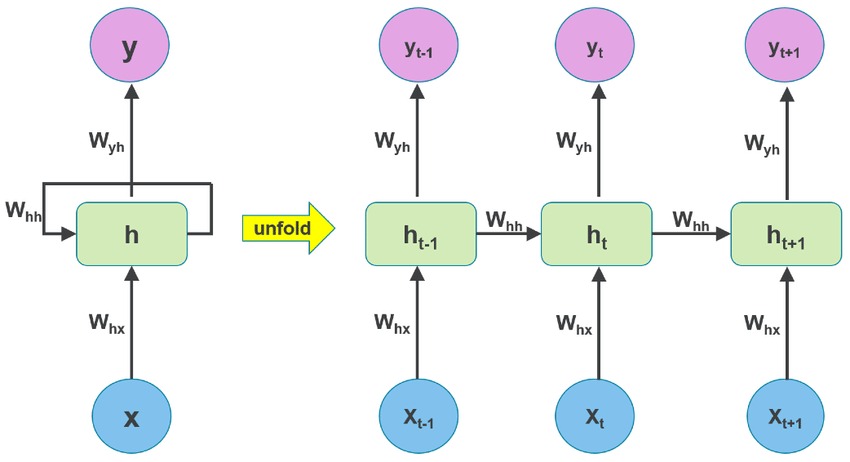 y
y_{t-1}
y_t
y_{t+1}
W_{yh}
W_{yh}
W_{yh}
W_{yh}
W_{hh}
h
unfold
h_{t-1}
W_{hh}
h_t
W_{hh}
h_{t+1}
W_{hx}
W_{hx}
W_{hx}
W_{hx}
x
x_{t-1}
x_t
x_{t+1}